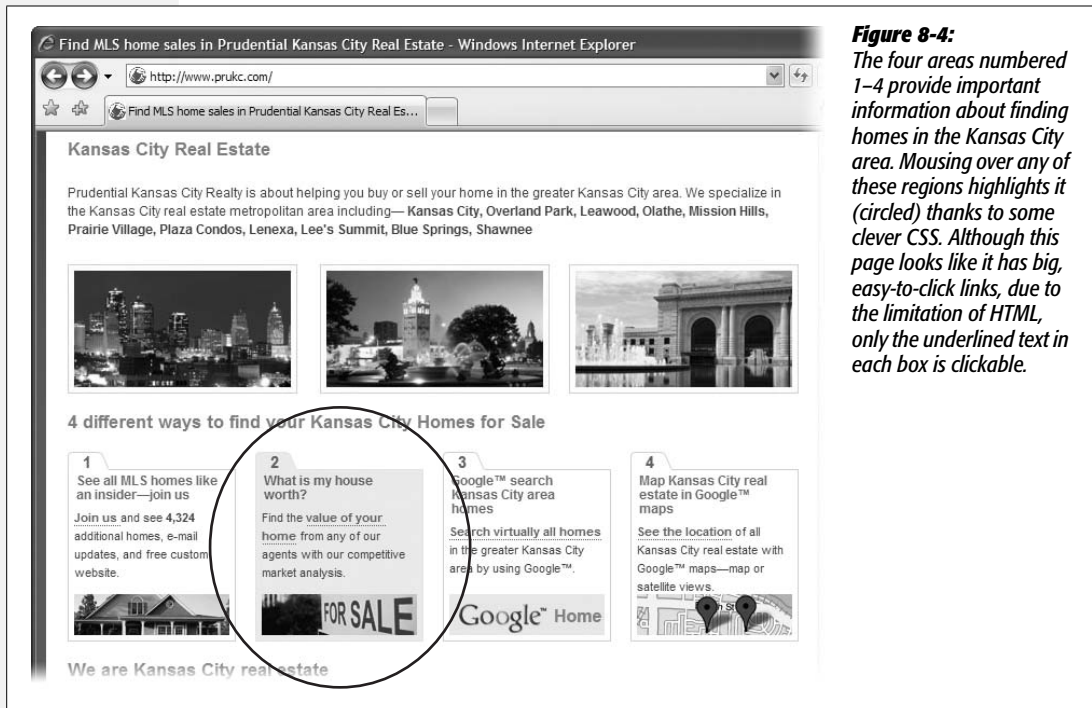 Find MLS home sales in Prudential Kansas City Real Estate - Windows Internet Explorer
http://www.prukc.com/
Find MLS home sales in Prudential Kansas City Real Es...
Kansas City Real Estate
Prudential Kansas City Realty is about helping you buy or sell your home in the greater Kansas City area. We specialize in
the Kansas City real estate metropolitan area including— Kansas City, Overland Park, Leawood, Olathe, Mission Hills,
Prairie Village, Plaza Condos, Lenexa, Lee's Summit, Blue Springs, Shawnee
4 different ways to find your Kansas City Homes for Sale
1
See all MLS homes like
an insider—join us
Join us and see 4,324
additional homes, e-mail
updates, and free custom
website.
2
What is my house
worth?
Find the value of your
home from any of our
agents with our competitive
market analysis.
FOR SALE
3
Google™ search
Kansas City area
homes
Search virtually all homes
in the greater Kansas City
area by using Google™.
Google™ Home
4
Map Kansas City real
estate in Google™
maps
See the location of all
Kansas City real estate with
Google™ maps—map or
satellite views.
We are Kansas City real estate
Figure 8-4:
The four areas numbered
1–4 provide important
information about finding
homes in the Kansas City
area. Mousing over any of
these regions highlights it
(circled) thanks to some
clever CSS. Although this
page looks like it has big,
easy-to-click links, due to
the limitation of HTML,
only the underlined text in
each box is clickable.